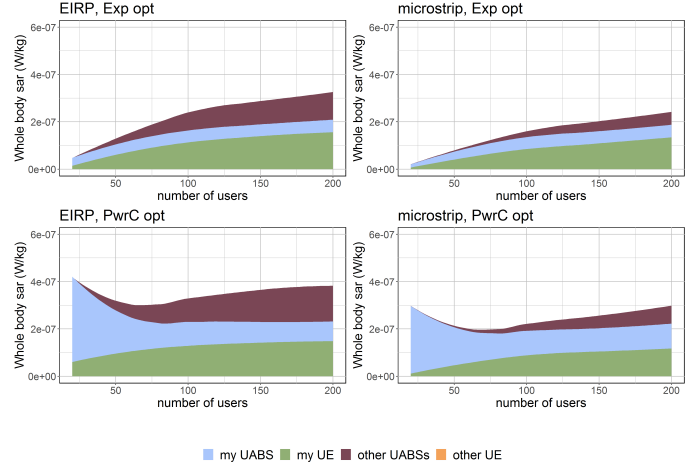 EIRP, Exp opt
microstrip, Exp opt
Whole body sar (W/kg)
6e-07
4e-07
2e-07
0e+00
50
100
150
200
number of users
Whole body sar (W/kg)
6e-07
4e-07
2e-07
0e+00
50
100
150
200
number of users
EIRP, PwrC opt
microstrip, PwrC opt
Whole body sar (W/kg)
6e-07
4e-07
2e-07
0e+00
50
100
150
200
number of users
Whole body sar (W/kg)
6e-07
4e-07
2e-07
0e+00
50
100
150
200
number of users
my UABS my UE other UABSs other UE